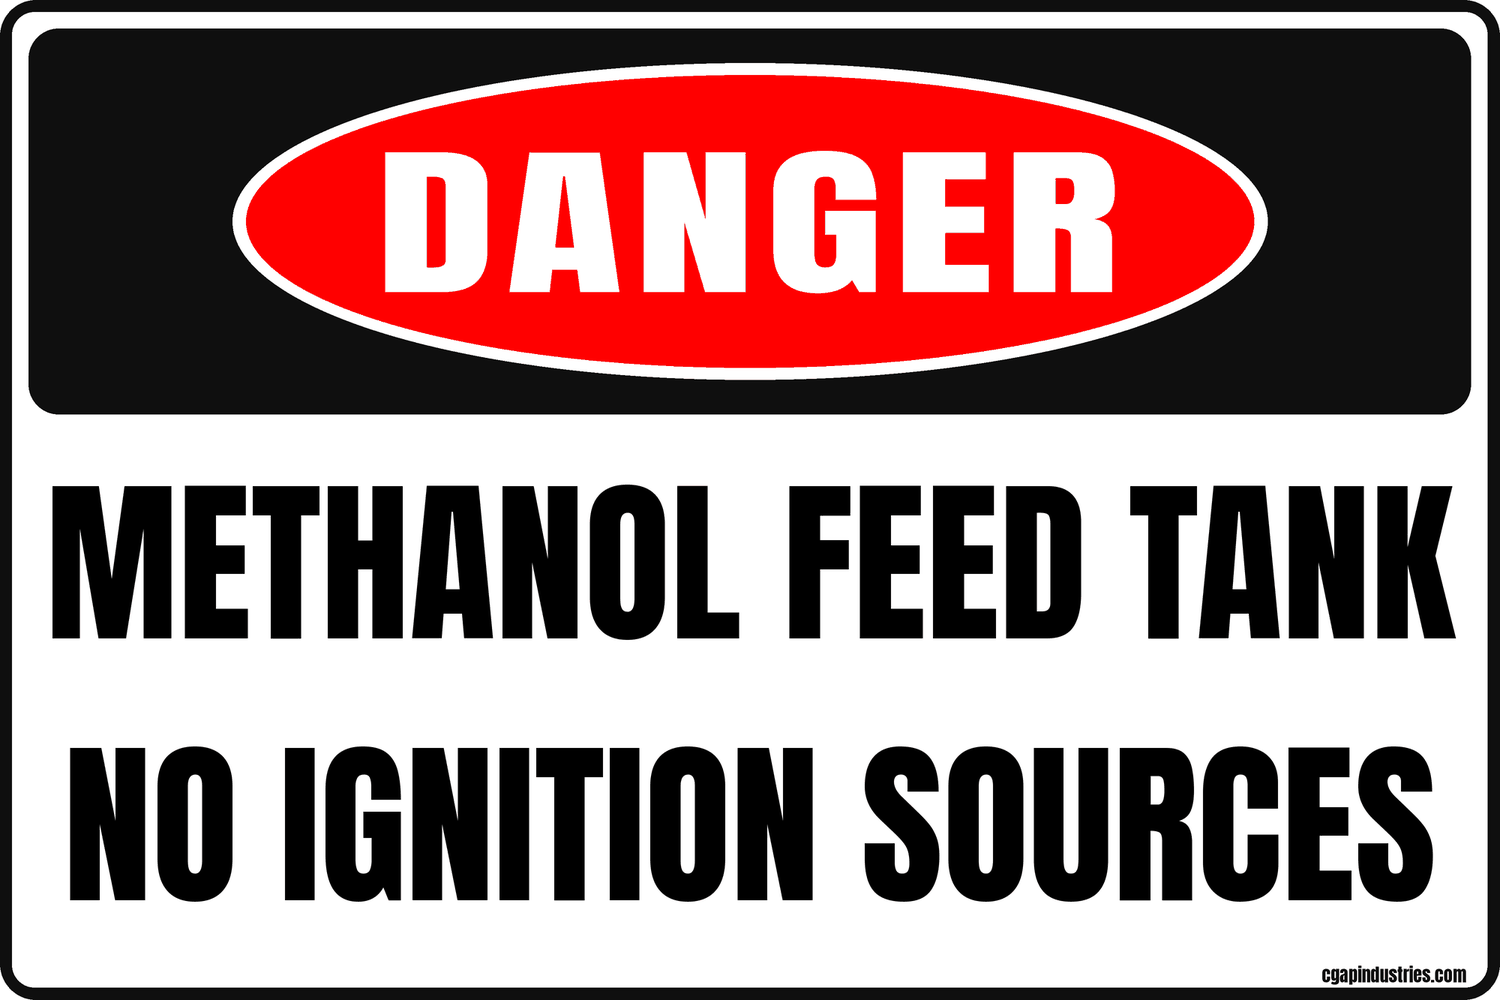 DANGER
METHANOL FEED TANK
NO IGNITION SOURCES
cgapindustries.com